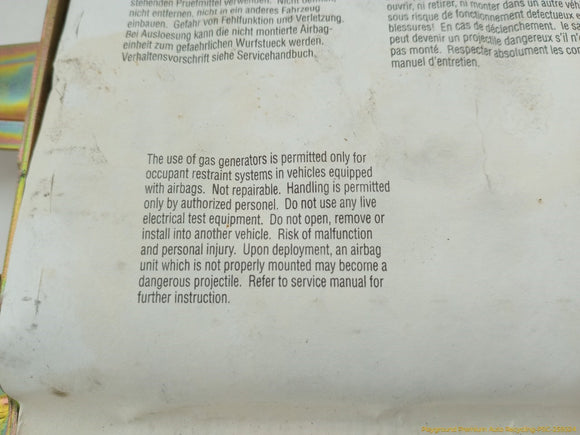 stehenden Pruefmittel verwenden. Nicht
nicht entfernen, nicht in ein anderes Fahrzeug
einbauen. Gefahr von Fehlfunktion und Verletzung.
Bei Ausloesung kann die nicht montierte Airbag-
einheit zum gefaehrlichen Wurfstueck werden.
Verhaltensvorschrift siehe Servicehandbuch.
ouvrir, ni retirer, ni monter dans un autre véh
sous risque de fonctionnement defectueux e
blessures! En cas de déclenchement. le sa
peut devenir un projectile dangereux s'il n'
pas monté. Respecter absolument les con
manuel d'entretien.
The use of gas generators is permitted only for
occupant restraint systems in vehicles equipped
with airbags. Not repairable. Handling is permitted
only by authorized personel. Do not use any live
electrical test equipment. Do not open, remove or
install into another vehicle. Risk of malfunction
and personal injury. Upon deployment, an airbag
unit which is not properly mounted may become a
dangerous projectile. Refer to service manual for
further instruction.